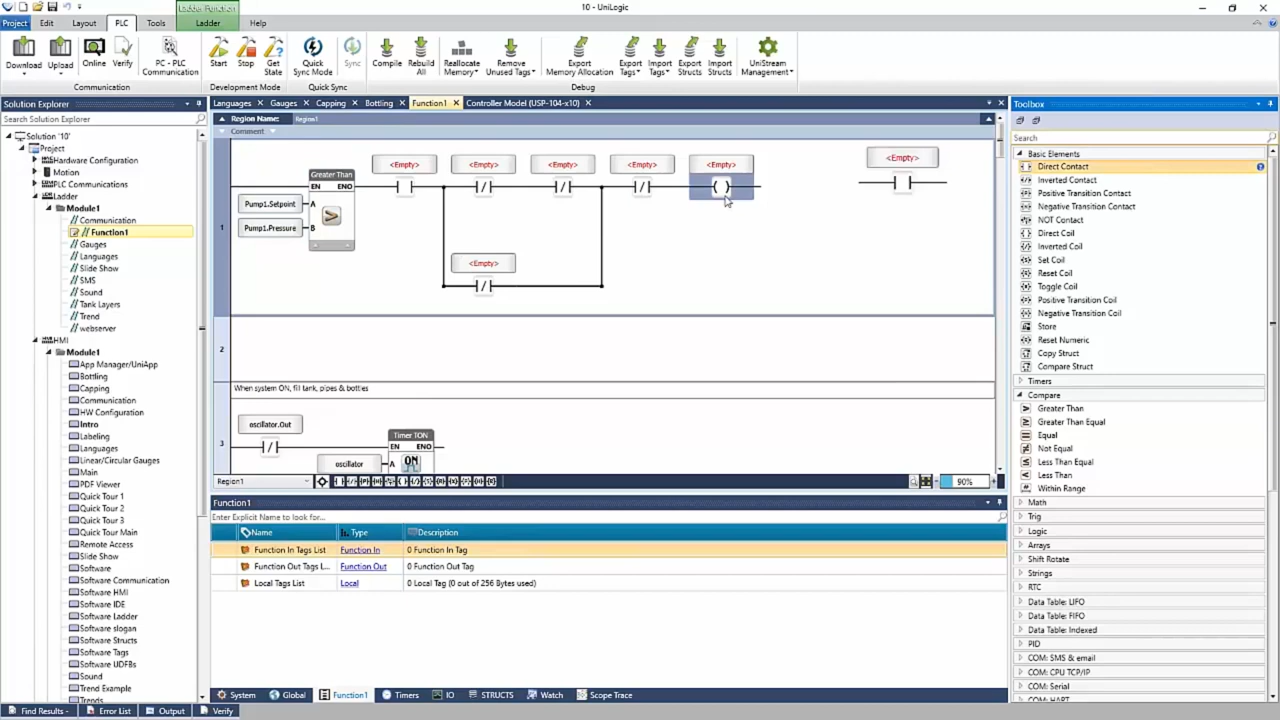 Ladder Function
10 - UniLogic
Project Edit Layout PLC Tools Ladder Help
Download Upload Online Verify PC - PLC Communication Start Stop Get State Quick Sync Mode Sync Compile Rebuild All Reallocate Memory Remove Unused Tags Export Memory Allocation Export Tags Import Tags Export Structs Import Structs UniStream Management
Communication Development Mode Quick Sync Debug
Solution Explorer
Search Solution Explorer
Solution '10'
Project
Hardware Configuration
Motion
PLC Communications
Ladder
Module1
Communication
Function1
Gauges
Languages
Slide Show
SMS
Sound
Tank Layers
Trend
webserver
HMI
Module1
App Manager/UniApp
Bottling
Capping
Communication
HW Configuration
Intro
Labeling
Languages
Linear/Circular Gauges
Main
PDF Viewer
Quick Tour 1
Quick Tour 2
Quick Tour 3
Quick Tour Main
Remote Access
Slide Show
Software
Software Communication
Software HMI
Software IDE
Software Ladder
Software slogan
Software Structs
Software Tags
Software UDFBs
Sound
Trend Example
Trends
Languages Gauges Capping Bottling Function1 Controller Model (USP-104-x10)
Region Name: Region1
Comment
<Empty> <Empty> <Empty> <Empty> <Empty> <Empty>
Greater Than
EN ENO
Pump1.Setpoint A
>
Pump1.Pressure B
1
<Empty>
2
When system ON, fill tank, pipes & bottles
oscillator.Out
Timer TON
EN ENO
3
oscillator A ON
Region1 90%
Function1
Enter Explicit Name to look for...
Name Type Description
Function In Tags List Function In 0 Function In Tag
Function Out Tags L... Function Out 0 Function Out Tag
Local Tags List Local 0 Local Tag (0 out of 256 Bytes used)
System Global Function1 Timers IO STRUCTS Watch Scope Trace
Toolbox
Search
Basic Elements
Direct Contact
Inverted Contact
Positive Transition Contact
Negative Transition Contact
NOT Contact
Direct Coil
Inverted Coil
Set Coil
Reset Coil
Toggle Coil
Positive Transition Coil
Negative Transition Coil
Store
Reset Numeric
Copy Struct
Compare Struct
Timers
Compare
Greater Than
Greater Than Equal
Equal
Not Equal
Less Than Equal
Less Than
Within Range
Math
Trig
Logic
Arrays
Shift Rotate
Strings
RTC
Data Table: LIFO
Data Table: FIFO
Data Table: Indexed
PID
COM: SMS & email
COM: CPU TCP/IP
COM: Serial
COM: HART
Find Results - Error List Output Verify